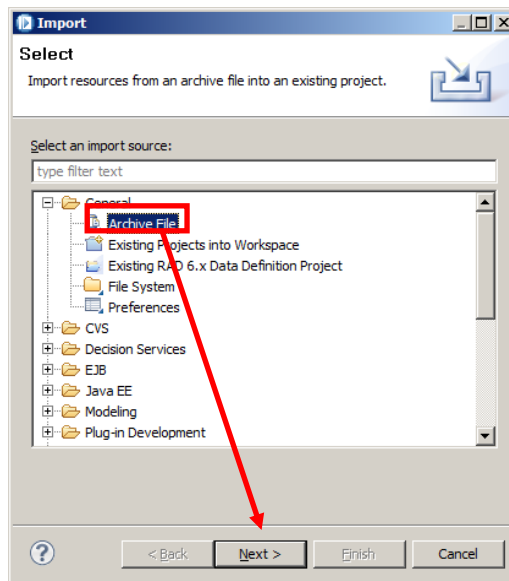 Import
Select
Import resources from an archive file into an existing project.
Select an import source:
type filter text
General
Archive File
Existing Projects into Workspace
Existing RAD 6.x Data Definition Project
File System
Preferences
CVS
Decision Services
EJB
Java EE
Modeling
Plug-in Development
?
< Back
Next >
Finish
Cancel